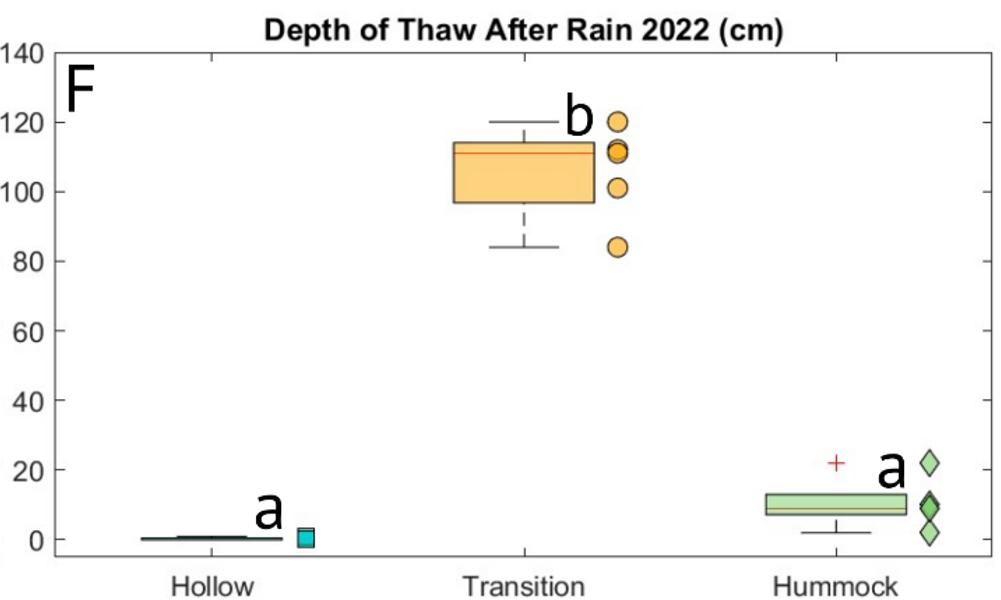 Depth of Thaw After Rain 2022 (cm)
F
140
120
100
80
60
40
20
0
a
b
a
Hollow
Transition
Hummock